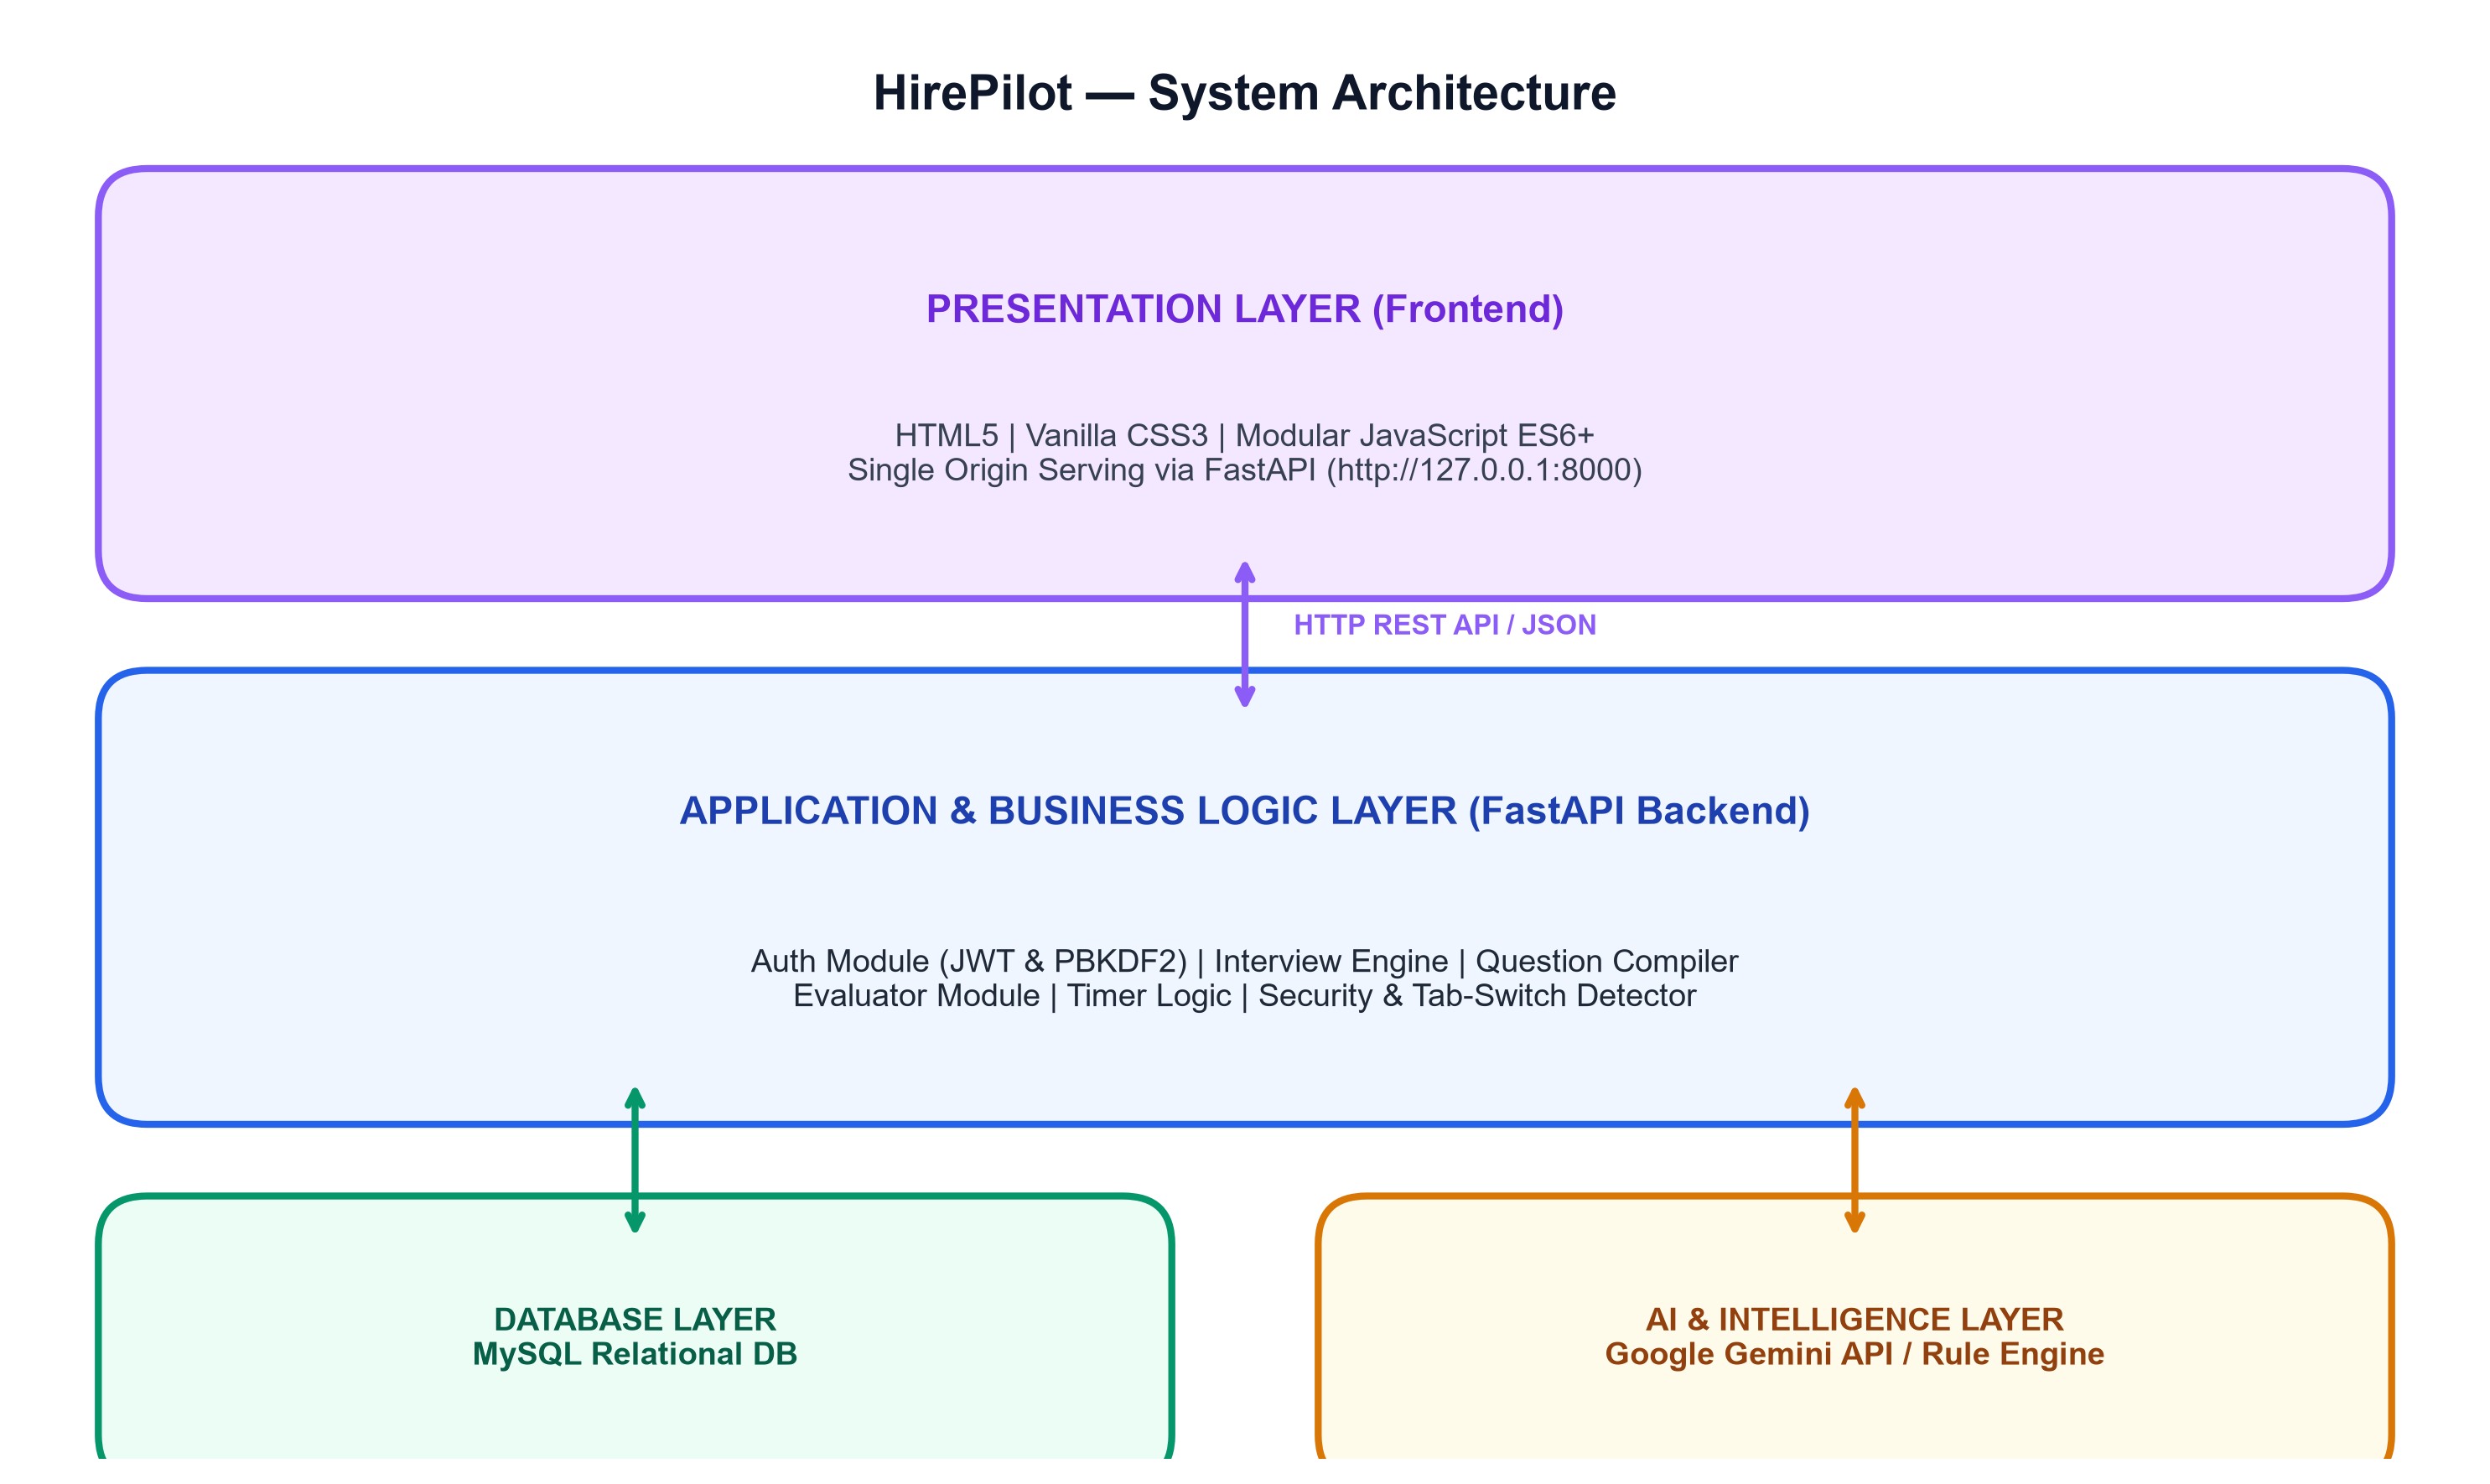 HirePilot — System Architecture
PRESENTATION LAYER (Frontend)
HTML5 | Vanilla CSS3 | Modular JavaScript ES6+
Single Origin Serving via FastAPI (http://127.0.0.1:8000)
HTTP REST API / JSON
APPLICATION & BUSINESS LOGIC LAYER (FastAPI Backend)
Auth Module (JWT & PBKDF2) | Interview Engine | Question Compiler
Evaluator Module | Timer Logic | Security & Tab-Switch Detector
DATABASE LAYER
MySQL Relational DB
AI & INTELLIGENCE LAYER
Google Gemini API / Rule Engine